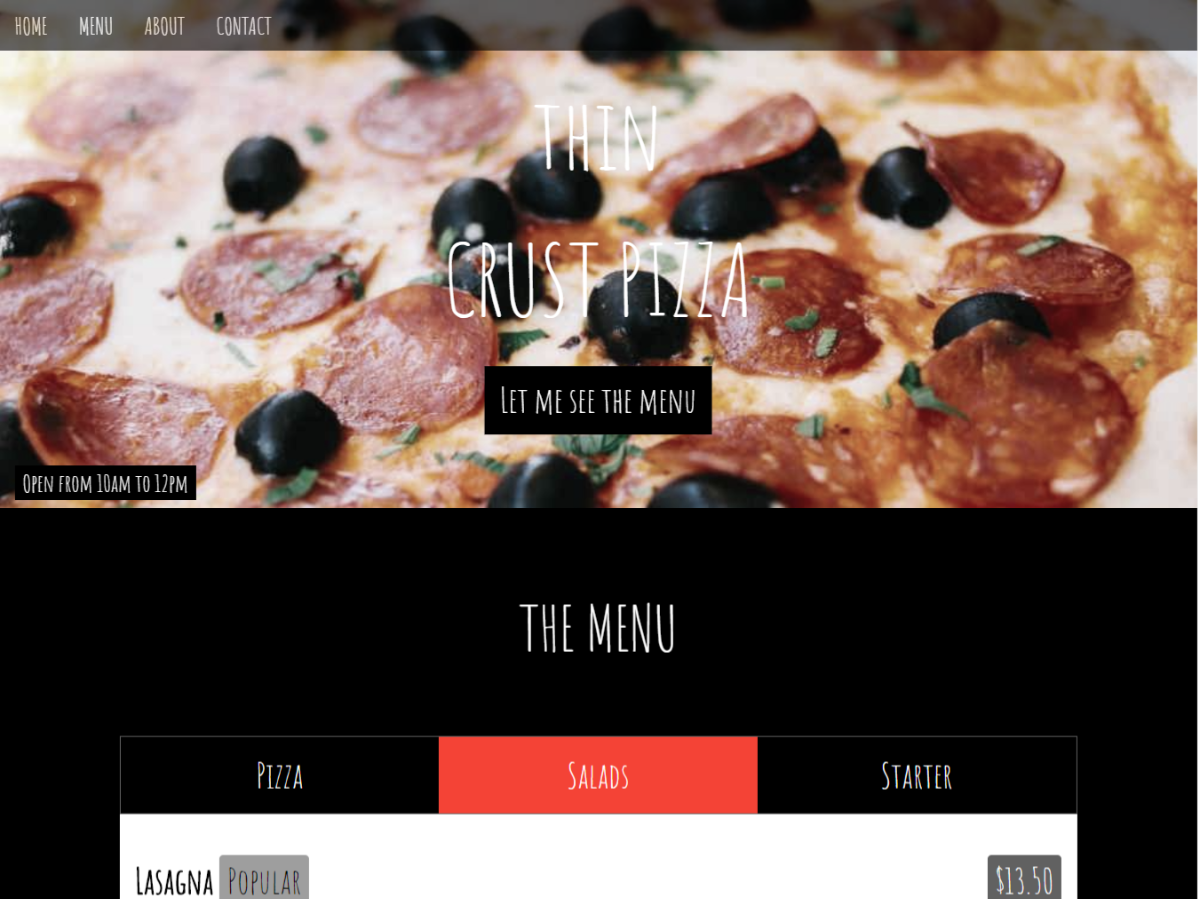 HOME MENU ABOUT CONTACT
THIN
CRUST PIZZA
LET ME SEE THE MENU
OPEN FROM 10AM TO 12PM
THE MENU
PIZZA SALADS STARTER
LASAGNA POPULAR $13.50